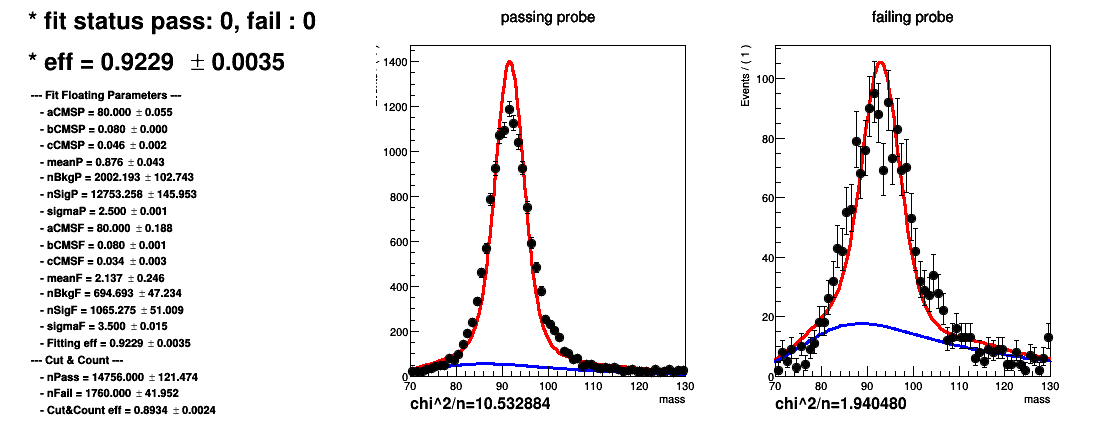 * fit status pass: 0, fail : 0
* eff = 0.9229 ± 0.0035
--- Fit Floating Parameters ---
- aCMSP = 80.000 ± 0.055
- bCMSP = 0.080 ± 0.000
- cCMSP = 0.046 ± 0.002
- meanP = 0.876 ± 0.043
- nBkgP = 2002.193 ± 102.743
- nSigP = 12753.258 ± 145.953
- sigmaP = 2.500 ± 0.001
- aCMSF = 80.000 ± 0.188
- bCMSF = 0.080 ± 0.001
- cCMSF = 0.034 ± 0.003
- meanF = 2.137 ± 0.246
- nBkgF = 694.693 ± 47.234
- nSigF = 1065.275 ± 51.009
- sigmaF = 3.500 ± 0.015
- Fitting eff = 0.9229 ± 0.0035
--- Cut & Count ---
- nPass = 14756.000 ± 121.474
- nFail = 1760.000 ± 41.952
- Cut&Count eff = 0.8934 ± 0.0024
passing probe
1400
1200
1000
800
600
400
200
0
70 80 90 100 110 120 130
mass
chi^2/n=10.532884
failing probe
Events / ( 1 )
100
80
60
40
20
0
70 80 90 100 110 120 130
mass
chi^2/n=1.940480